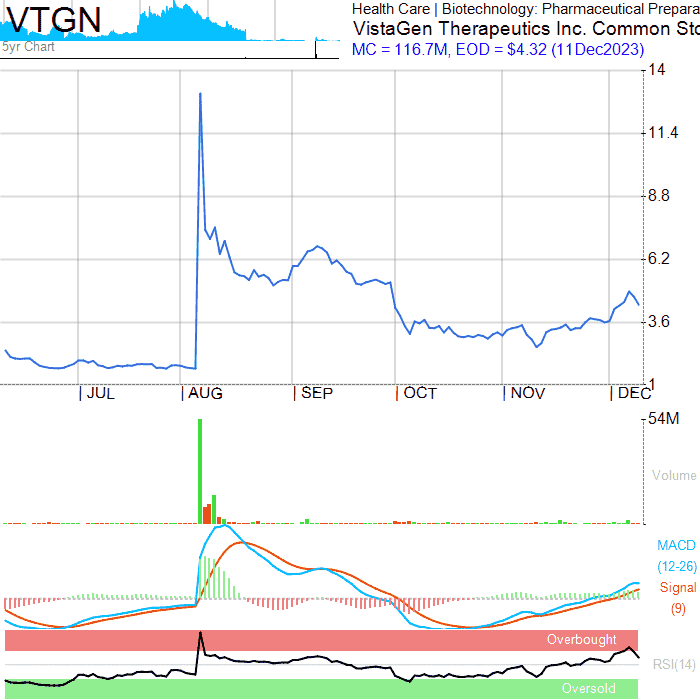 VTGN
5yr Chart
Health Care | Biotechnology: Pharmaceutical Prepara
VistaGen Therapeutics Inc. Common Sto
MC = 116.7M, EOD = $4.32 (11Dec2023)
14
11.4
8.8
6.2
3.6
1
JUL
AUG
SEP
OCT
NOV
DEC
54M
Volume
MACD
(12-26)
Signal
(9)
Overbought
RSI(14)
Oversold